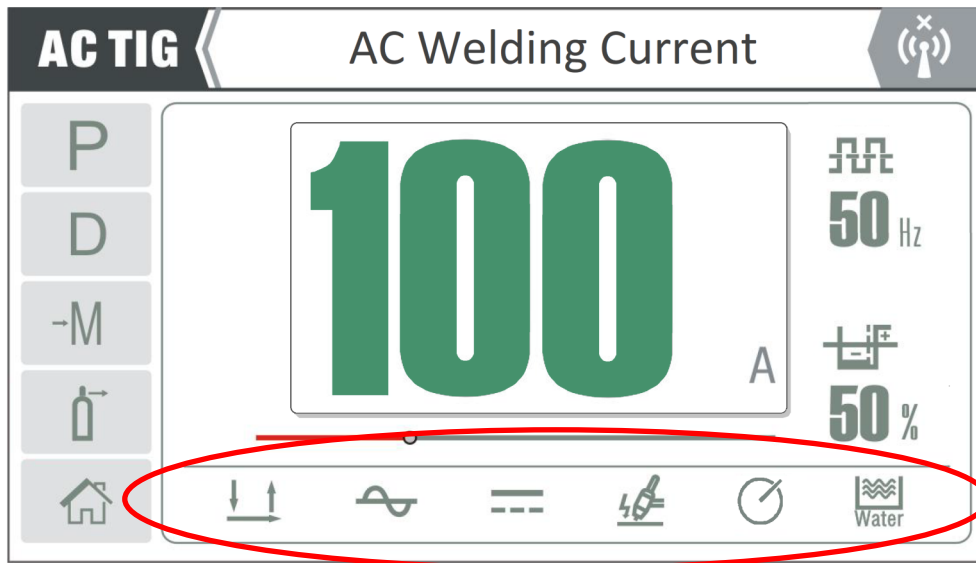 AC TIG
AC Welding Current
P
D
→M
100 A
50 Hz
- +
50 %
Water